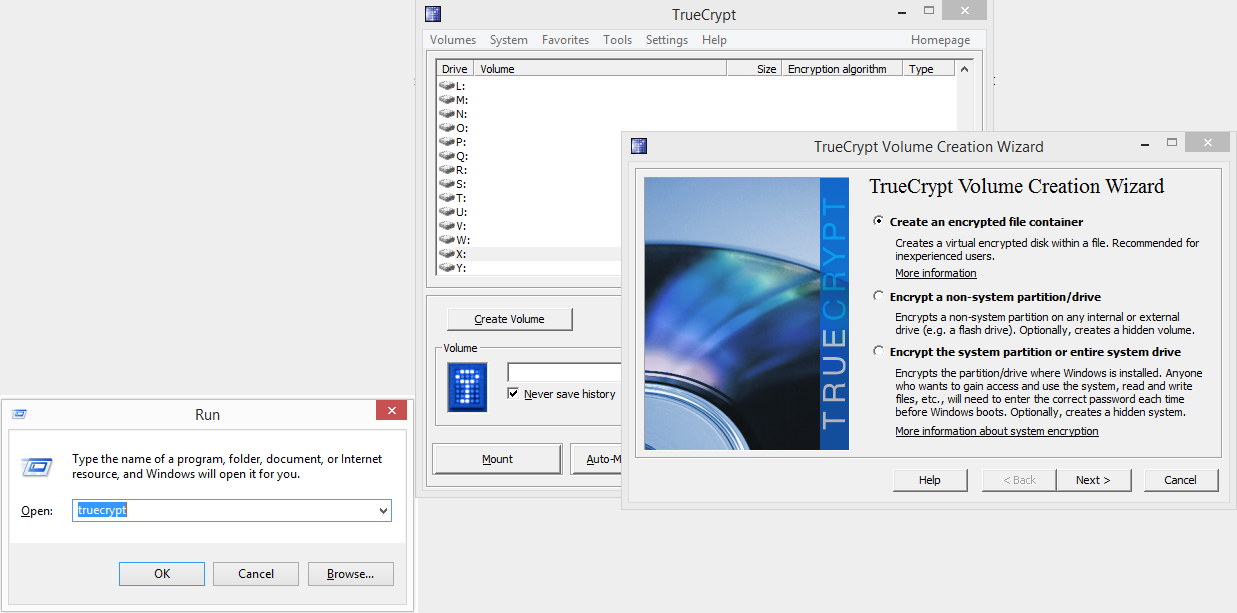 TrueCrypt
Volumes System Favorites Tools Settings Help Homepage
Drive Volume Size Encryption algorithm Type
L:
M:
N:
O:
P:
Q:
R:
S:
T:
U:
V:
W:
X:
Y:
Create Volume
Volume
Never save history
Mount
Auto-M
TrueCrypt Volume Creation Wizard
TRUECRYPT
TrueCrypt Volume Creation Wizard
Create an encrypted file container
Creates a virtual encrypted disk within a file. Recommended for
inexperienced users.
More information
Encrypt a non-system partition/drive
Encrypts a non-system partition on any internal or external
drive (e.g. a flash drive). Optionally, creates a hidden volume.
Encrypt the system partition or entire system drive
Encrypts the partition/drive where Windows is installed. Anyone
who wants to gain access and use the system, read and write
files, etc., will need to enter the correct password each time
before Windows boots. Optionally, creates a hidden system.
More information about system encryption
Help < Back Next > Cancel
Run
Type the name of a program, folder, document, or Internet
resource, and Windows will open it for you.
Open: truecrypt
OK Cancel Browse...